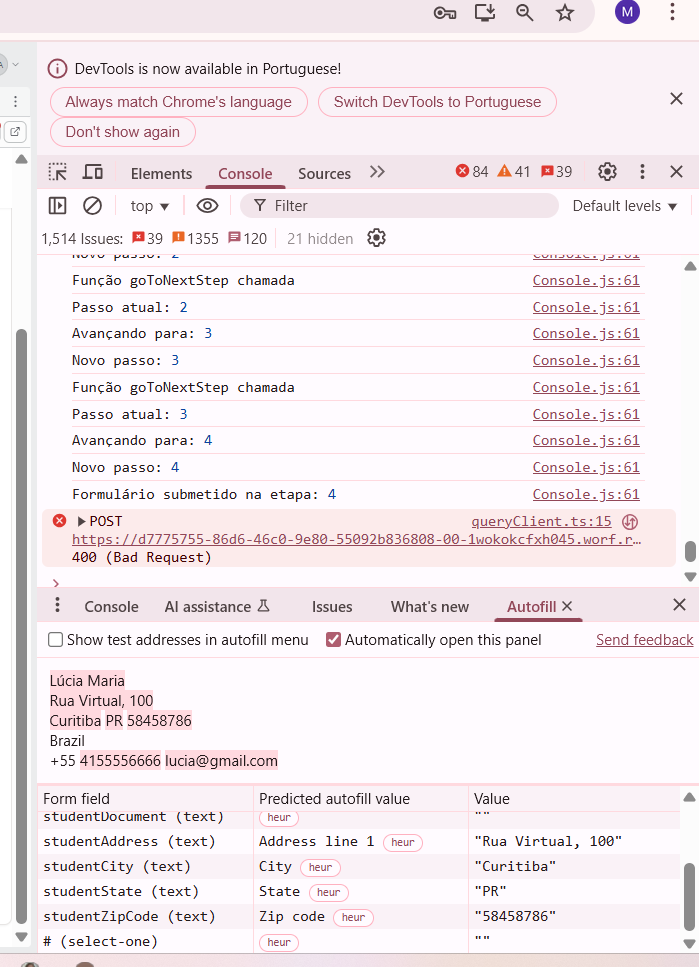 M
DevTools is now available in Portuguese!
Always match Chrome's language
Switch DevTools to Portuguese
Don't show again
Elements Console Sources 84 41 39
top Filter Default levels
1,514 Issues: 39 1355 120 21 hidden
Novo passo: 2 Console.js:61
Função goToNextStep chamada Console.js:61
Passo atual: 2 Console.js:61
Avançando para: 3 Console.js:61
Novo passo: 3 Console.js:61
Função goToNextStep chamada Console.js:61
Passo atual: 3 Console.js:61
Avançando para: 4 Console.js:61
Novo passo: 4 Console.js:61
Formulário submetido na etapa: 4 Console.js:61
POST queryClient.ts:15
https://d7775755-86d6-46c0-9e80-55092b836808-00-1wokokcfxh045.worf.r…
400 (Bad Request)
Console AI assistance Issues What's new Autofill
Show test addresses in autofill menu Automatically open this panel Send feedback
Lúcia Maria
Rua Virtual, 100
Curitiba PR 58458786
Brazil
+55 4155556666 lucia@gmail.com
Form field Predicted autofill value Value
studentDocument (text) heur ""
studentAddress (text) Address line 1 heur "Rua Virtual, 100"
studentCity (text) City heur "Curitiba"
studentState (text) State heur "PR"
studentZipCode (text) Zip code heur "58458786"
# (select-one) heur ""